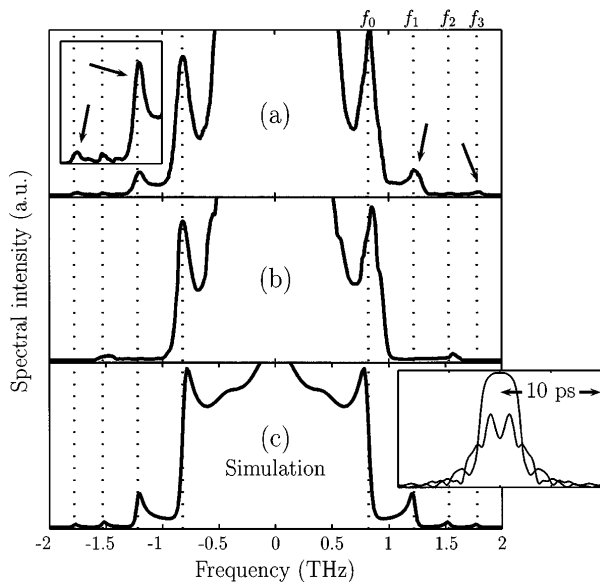 f0 f1 f2 f3
(a)
(b)
(c)
Simulation
10 ps
Spectral intensity (a.u.)
-2 -1.5 -1 -0.5 0 0.5 1 1.5 2
Frequency (THz)